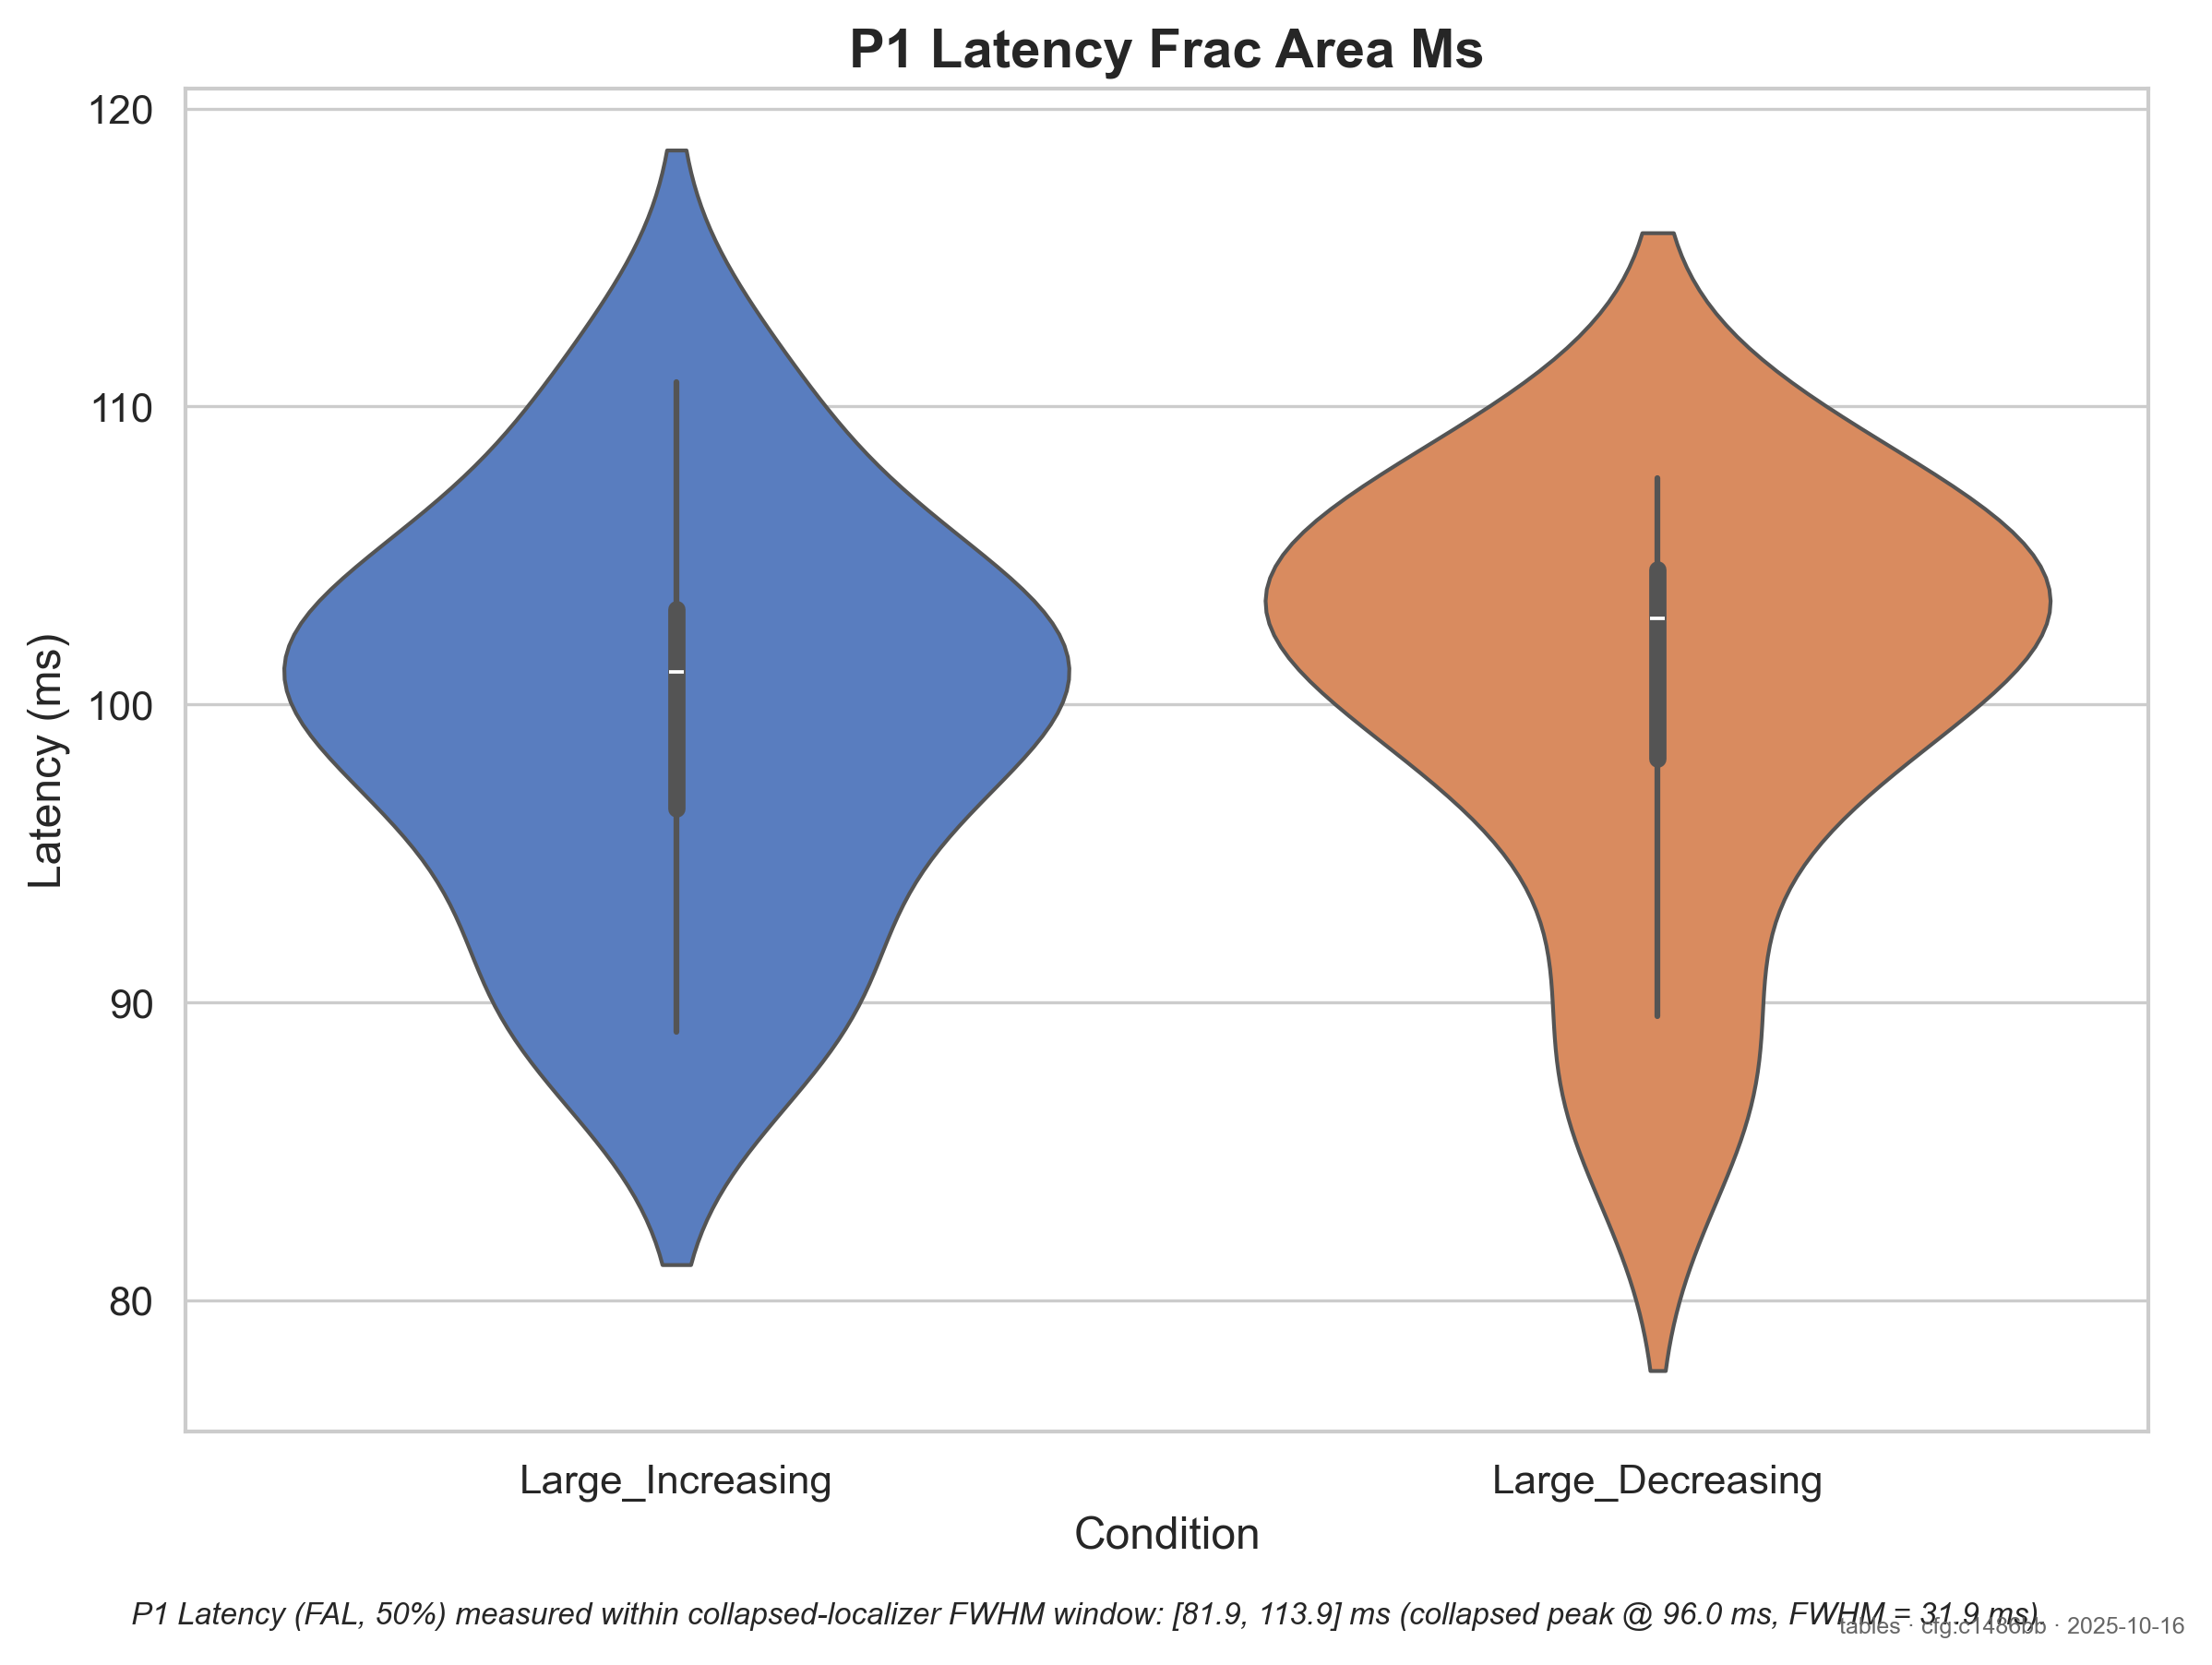 P1 Latency Frac Area Ms
120
110
100
90
80
Latency (ms)
Large_Increasing
Large_Decreasing
Condition
P1 Latency (FAL, 50%) measured within collapsed-localizer FWHM window: [81.9, 113.9] ms (collapsed peak @ 96.0 ms, FWHM = 31.9 ms).
tables · cfg:c1486bb · 2025-10-16